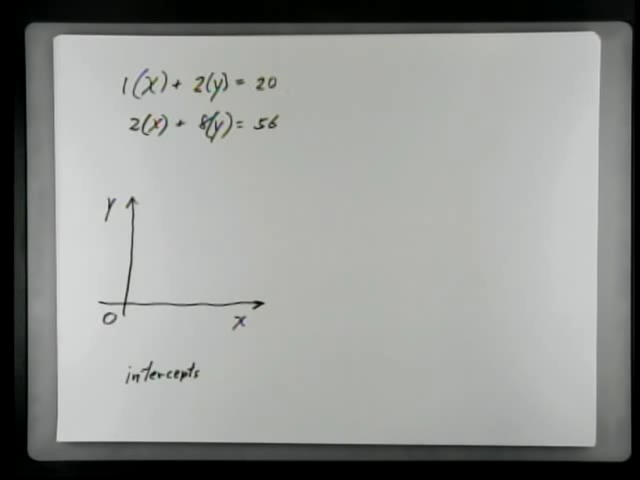 1(x) + 2(y) = 20
2(x) + 8(y) = 56
y
0
x
intercepts